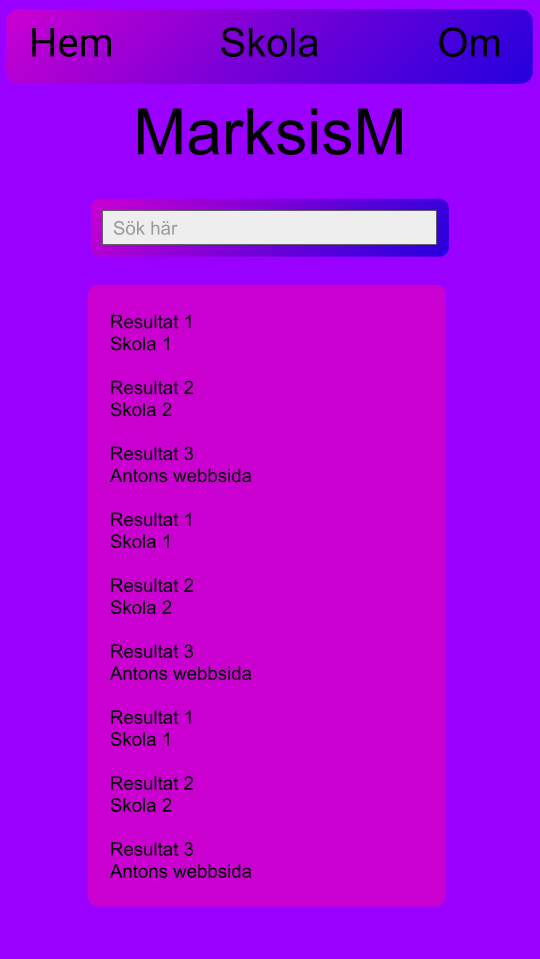 Hem Skola Om
MarksisM
Sök här
Resultat 1
Skola 1
Resultat 2
Skola 2
Resultat 3
Antons webbsida
Resultat 1
Skola 1
Resultat 2
Skola 2
Resultat 3
Antons webbsida
Resultat 1
Skola 1
Resultat 2
Skola 2
Resultat 3
Antons webbsida